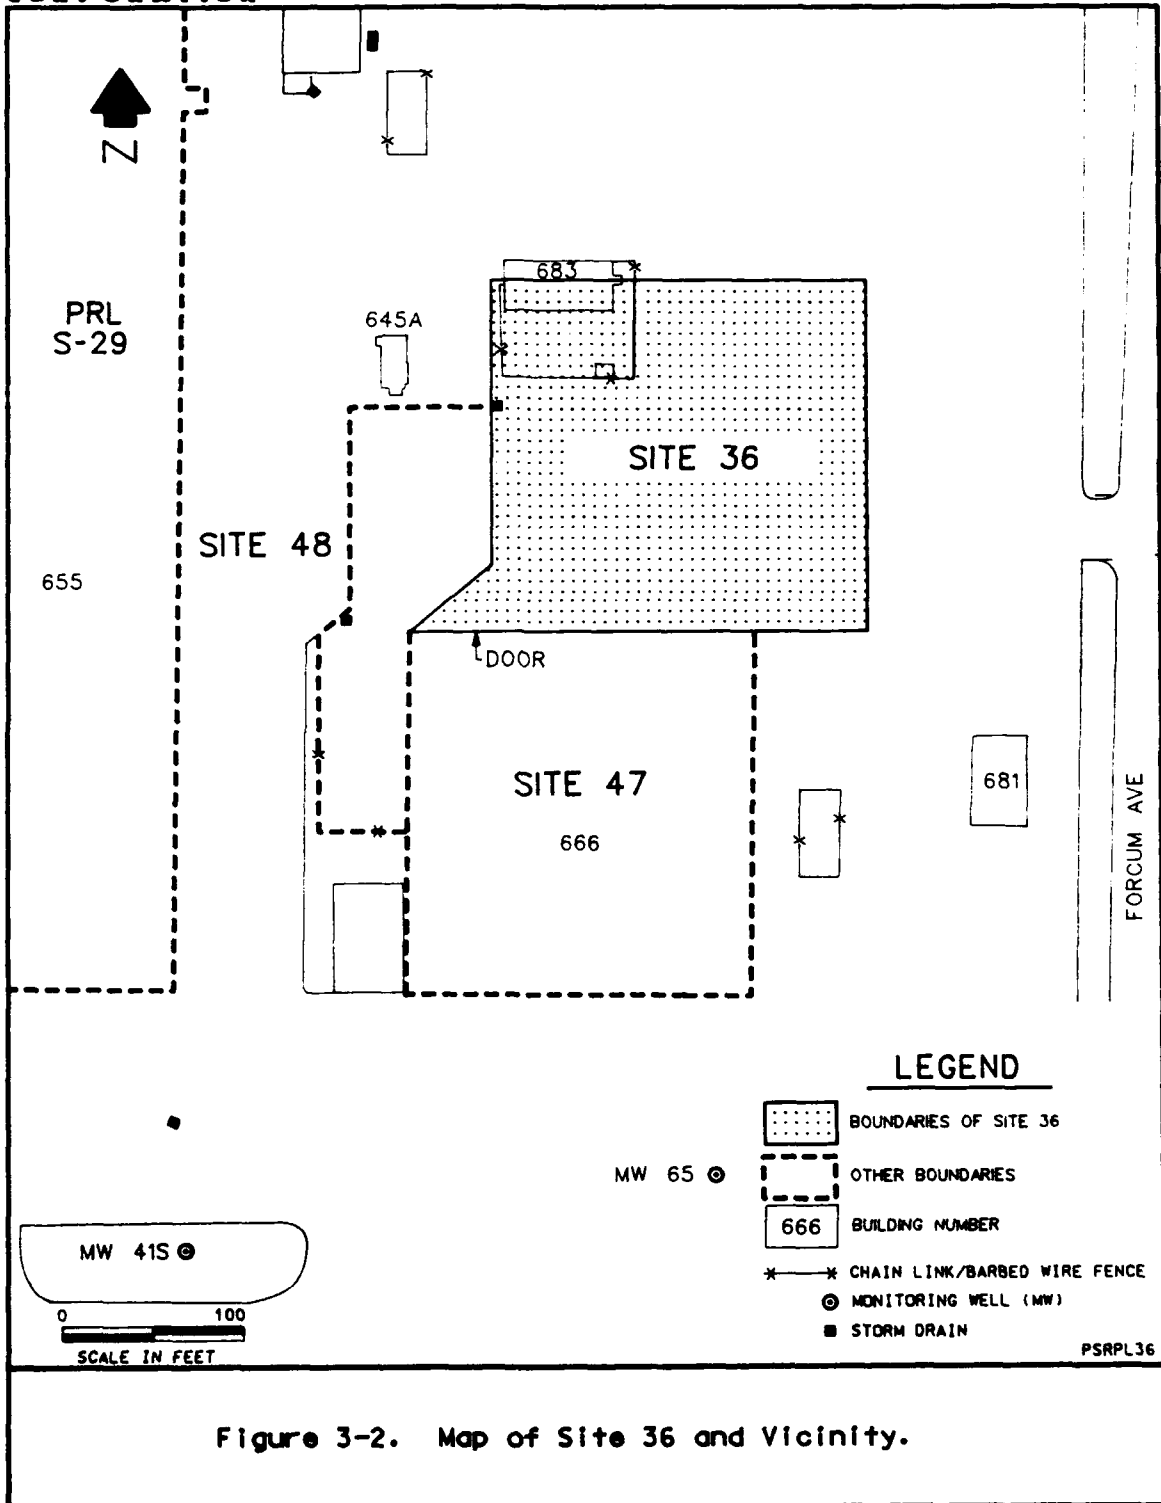 N
683
PRL
S-29
645A
SITE 36
SITE 48
655
DOOR
SITE 47
666
681
FORCUM AVE
LEGEND
BOUNDARIES OF SITE 36
MW 65
OTHER BOUNDARIES
666 BUILDING NUMBER
MW 41S
CHAIN LINK/BARBED WIRE FENCE
MONITORING WELL (MW)
0 100
STORM DRAIN
SCALE IN FEET
PSRPL36
Figure 3-2. Map of Site 36 and Vicinity.